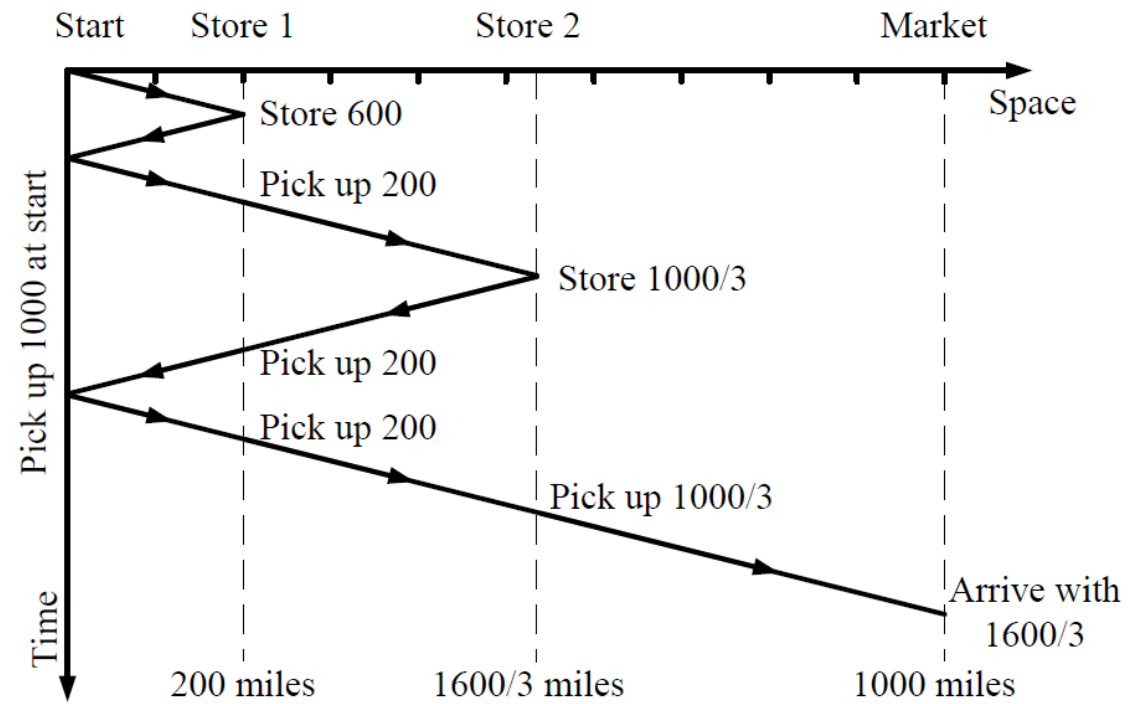 Start
Store 1
Store 2
Market
Space
Store 600
Pick up 200
Store 1000/3
Pick up 200
Pick up 200
Pick up 1000/3
Arrive with
1600/3
Pick up 1000 at start
Time
200 miles
1600/3 miles
1000 miles